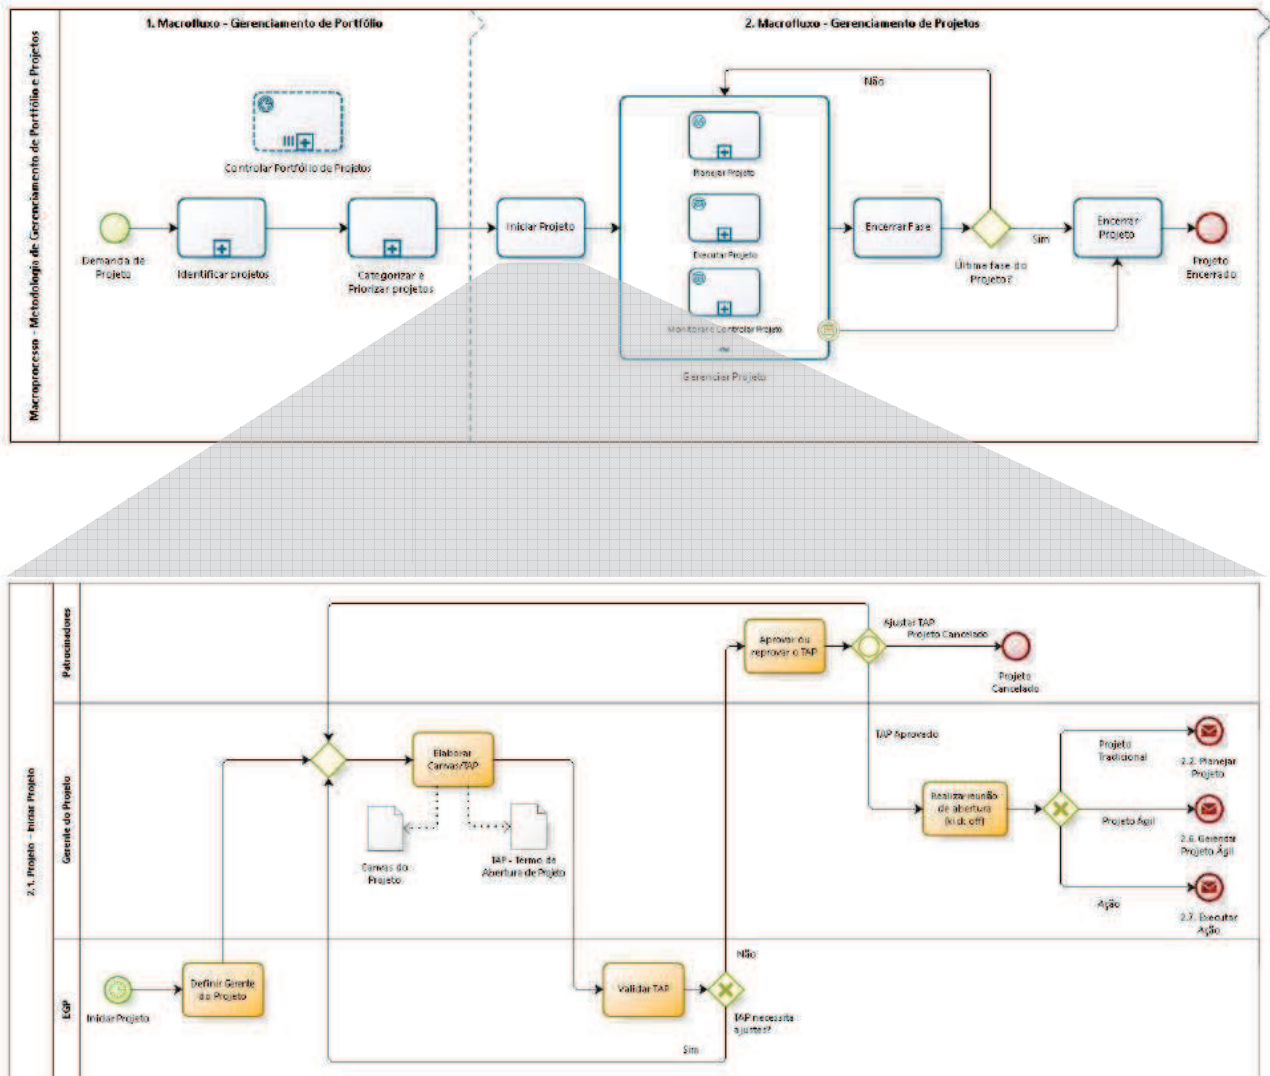 1. Macrofluxo - Gerenciamento de Portfólio
2. Macrofluxo - Gerenciamento de Projetos
Macroprocesso - Metodologia de Gerenciamento de Portfólio e Projetos
Não
Controlar Portfólio de Projetos
Planejar Projeto
Iniciar Projeto
Executar Projeto
Encerrar Fase
Encerrar
Projeto
Sim
Demanda de
Projeto
Identificar projetos
Categorizar e
Priorizar projetos
Última fase do
Projeto?
Projeto
Encerrado
Monitorar e Controlar Projeto
Gerenciar Projeto
2.1. Projeto - Iniciar Projeto
Patrocinadores
Aprovar ou
reprovar o TAP
Ajustar TAP
Projeto Cancelado
Projeto
Cancelado
Gerente do Projeto
Elaborar
Canvas/TAP
Canvas do
Projeto
TAP - Termo de
Abertura de Projeto
TAP Aprovado
Realizar reunião
de abertura
(kick off)
Projeto
Tradicional
2.2. Planejar
Projeto
Projeto Ágil
2.6. Gerenciar
Projeto Ágil
Ação
2.7. Executar
Ação
EGP
Iniciar Projeto
Definir Gerente
do Projeto
Validar TAP
Não
TAP necessita
ajustes?
Sim